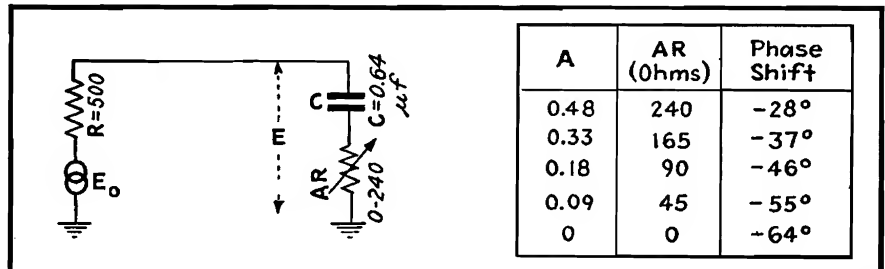 R=500
E₀
E
C
C=0.64 μf
AR
0-240
A AR (Ohms) Phase Shift
0.48 240 -28°
0.33 165 -37°
0.18 90 -46°
0.09 45 -55°
0 0 -64°